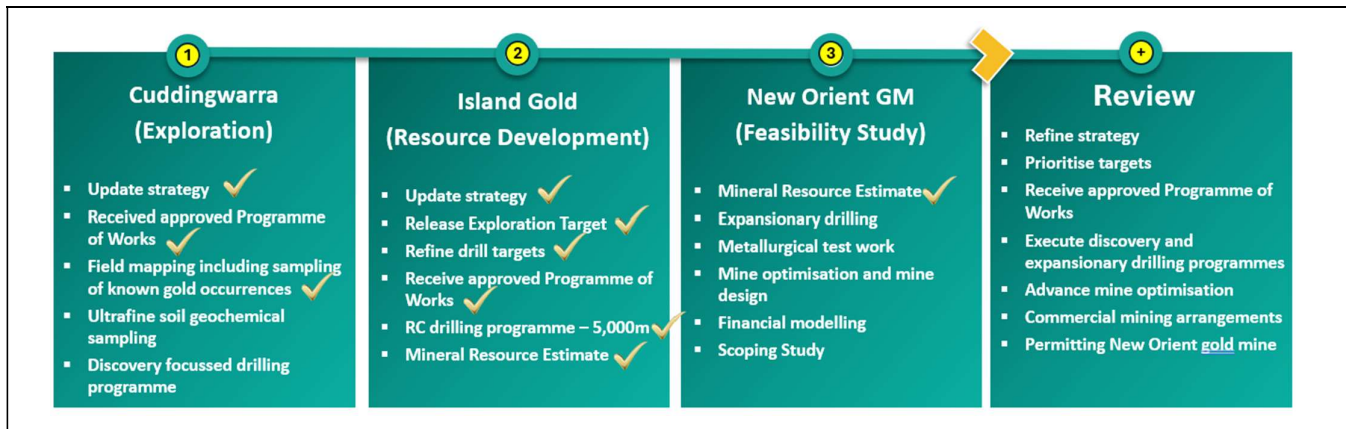 1
Cuddingwarra
(Exploration)
▪ Update strategy
▪ Received approved Programme
of Works
▪ Field mapping including sampling
of known gold occurrences
▪ Ultrafine soil geochemical
sampling
▪ Discovery focussed drilling
programme
2
Island Gold
(Resource Development)
▪ Update strategy
▪ Release Exploration Target
▪ Refine drill targets
▪ Receive approved Programme of
Works
▪ RC drilling programme – 5,000m
▪ Mineral Resource Estimate
3
New Orient GM
(Feasibility Study)
▪ Mineral Resource Estimate
▪ Expansionary drilling
▪ Metallurgical test work
▪ Mine optimisation and mine
design
▪ Financial modelling
▪ Scoping Study
+
Review
▪ Refine strategy
▪ Prioritise targets
▪ Receive approved Programme of
Works
▪ Execute discovery and
expansionary drilling programmes
▪ Advance mine optimisation
▪ Commercial mining arrangements
▪ Permitting New Orient gold mine